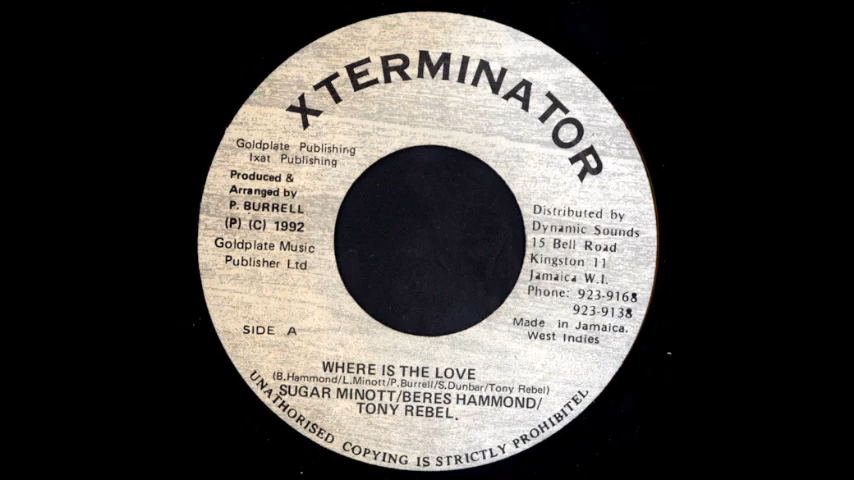 XTERMINATOR
Goldplate Publishing
Ixat Publishing
Produced &
Arranged by
P. BURRELL
(P) (C) 1992
Goldplate Music
Publisher Ltd
Distributed by
Dynamic Sounds
15 Bell Road
Kingston 11
Jamaica W.I.
Phone: 923-9168
923-9138
Made in Jamaica.
West Indies
SIDE A
WHERE IS THE LOVE
(B.Hammond/L.Minott/P.Burrell/S.Dunbar/Tony Rebel)
SUGAR MINOTT/BERES HAMMOND/
TONY REBEL.
UNATHORISED COPYING IS STRICTLY PROHIBITEL